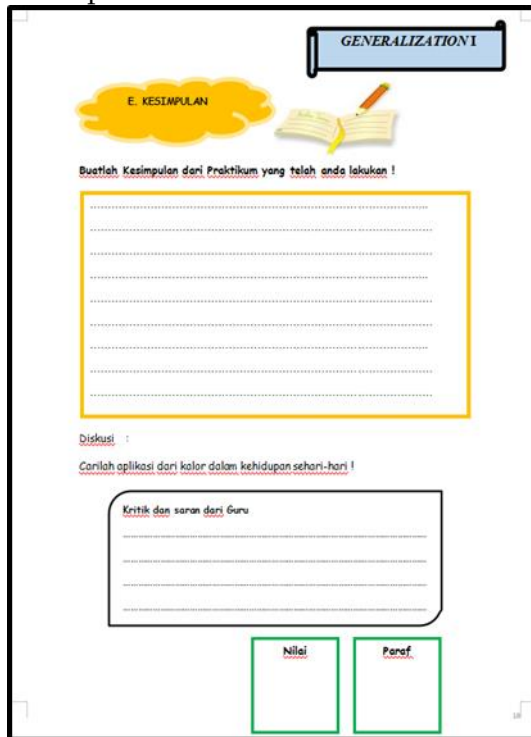 GENERALIZATION I
E. KESIMPULAN
Buatlah Kesimpulan dari Praktikum yang telah anda lakukan !
Diskusi :
Carilah aplikasi dari kalor dalam kehidupan sehari-hari !
Kritik dan saran dari Guru
Nilai
Paraf